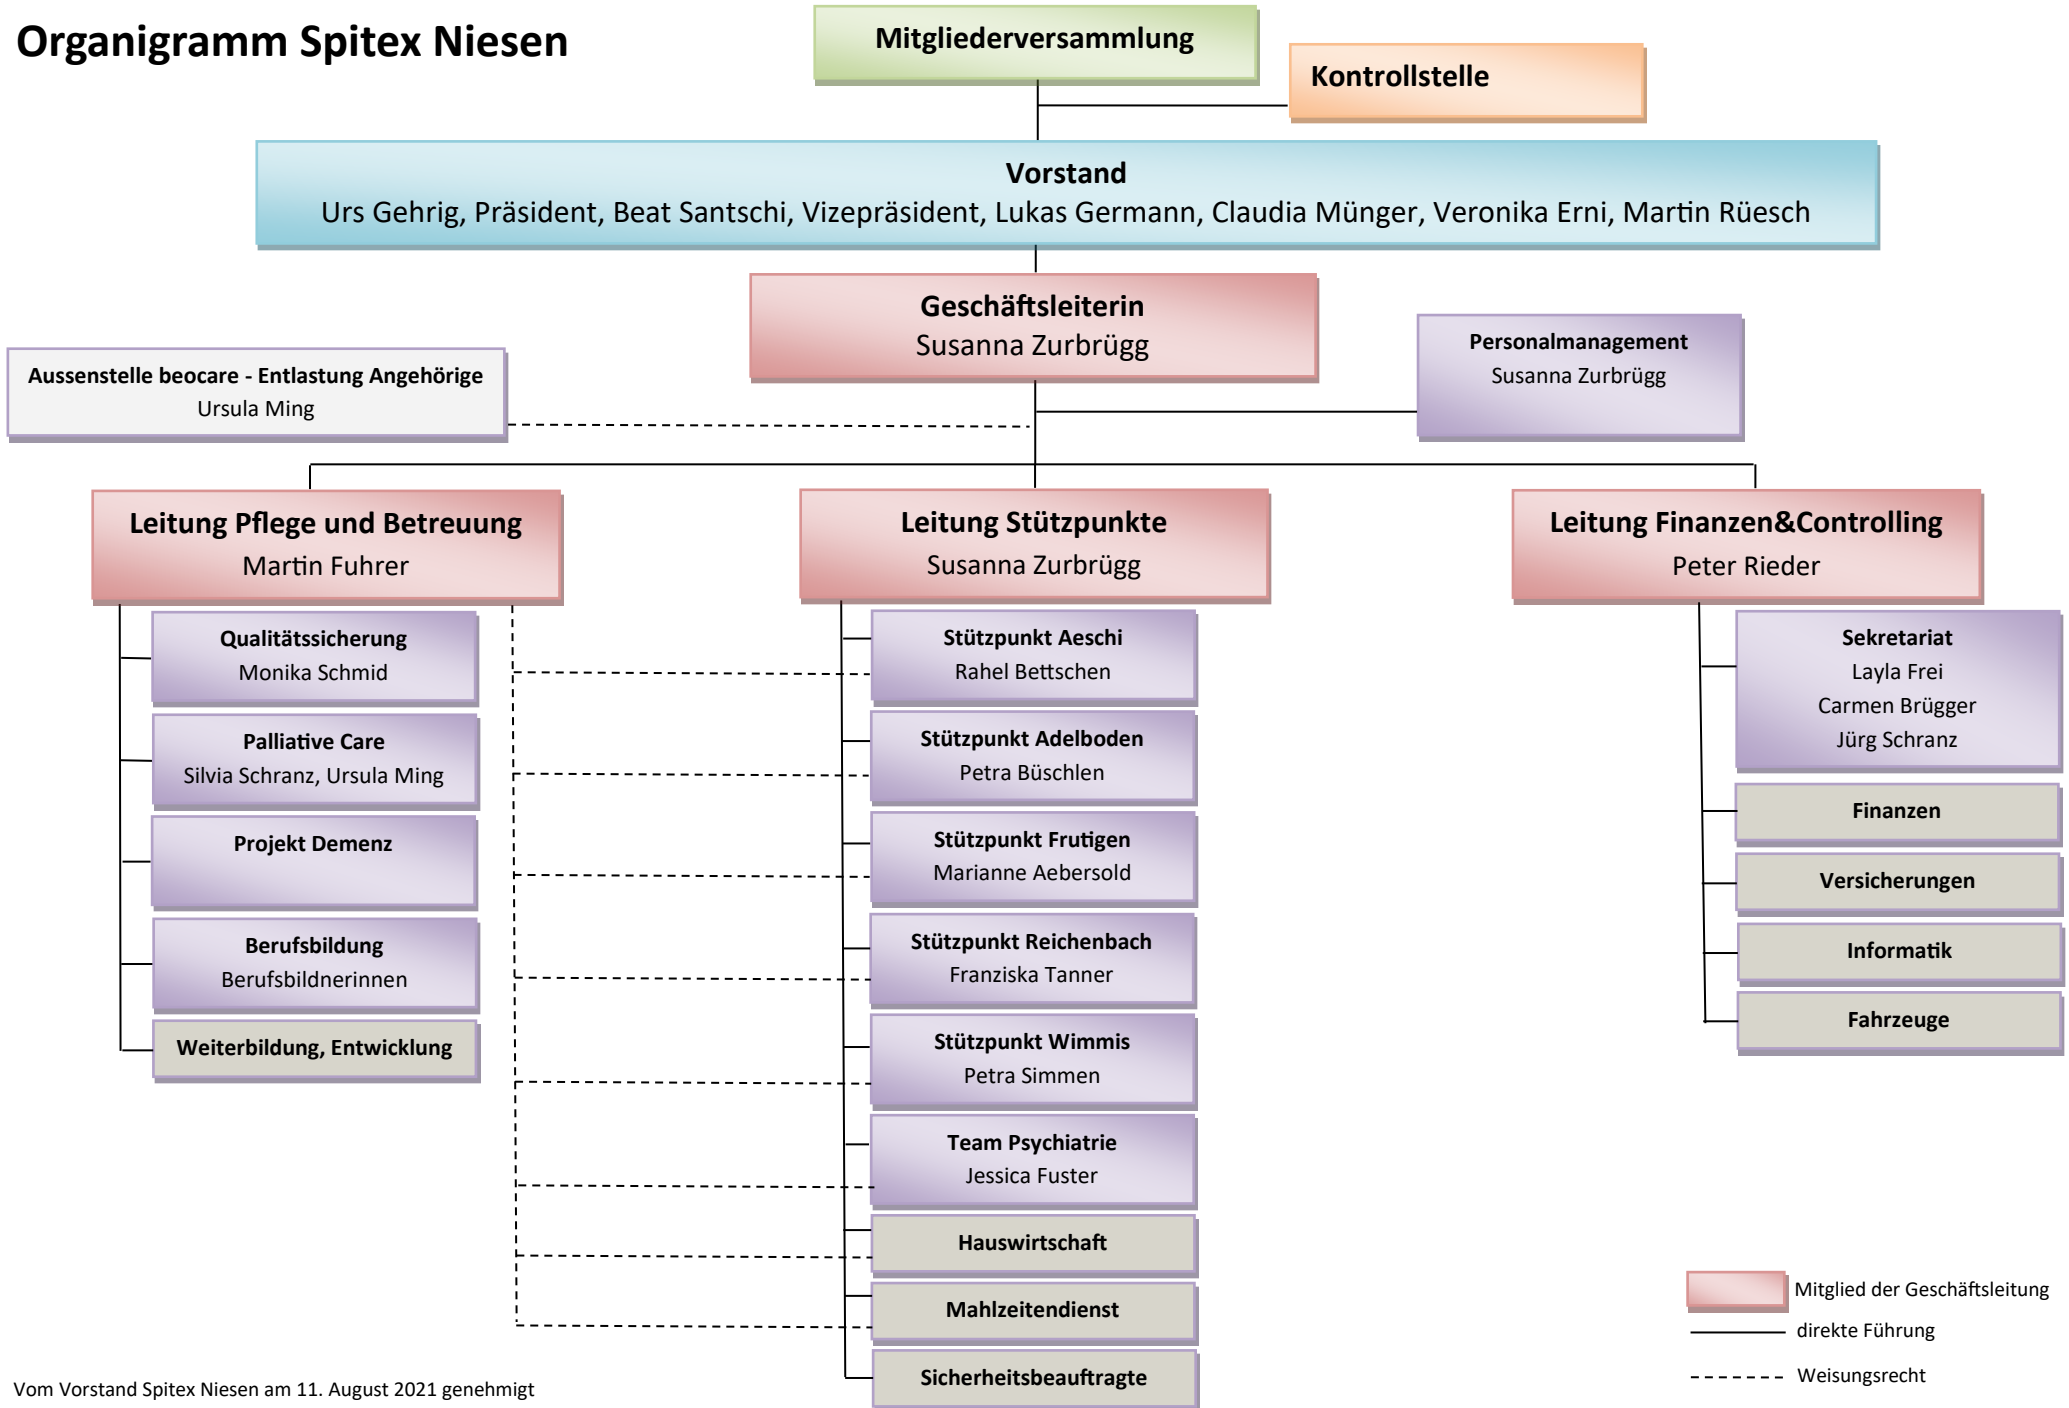 Organigramm Spitex Niesen
Mitgliederversammlung
Kontrollstelle
Vorstand
Urs Gehrig, Präsident, Beat Santschi, Vizepräsident, Lukas Germann, Claudia Münger, Veronika Erni, Martin Rüesch
Geschäftsleiterin
Susanna Zurbrügg
Personalmanagement
Susanna Zurbrügg
Aussenstelle beocare - Entlastung Angehörige
Ursula Ming
Leitung Pflege und Betreuung
Martin Fuhrer
Qualitätssicherung
Monika Schmid
Palliative Care
Silvia Schranz, Ursula Ming
Projekt Demenz
Berufsbildung
Berufsbildnerinnen
Weiterbildung, Entwicklung
Leitung Stützpunkte
Susanna Zurbrügg
Stützpunkt Aeschi
Rahel Bettschen
Stützpunkt Adelboden
Petra Büschlen
Stützpunkt Frutigen
Marianne Aebersold
Stützpunkt Reichenbach
Franziska Tanner
Stützpunkt Wimmis
Petra Simmen
Team Psychiatrie
Jessica Fuster
Hauswirtschaft
Mahlzeitendienst
Sicherheitsbeauftragte
Leitung Finanzen&Controlling
Peter Rieder
Sekretariat
Layla Frei
Carmen Brügger
Jürg Schranz
Finanzen
Versicherungen
Informatik
Fahrzeuge
Mitglied der Geschäftsleitung
direkte Führung
Weisungsrecht
Vom Vorstand Spitex Niesen am 11. August 2021 genehmigt